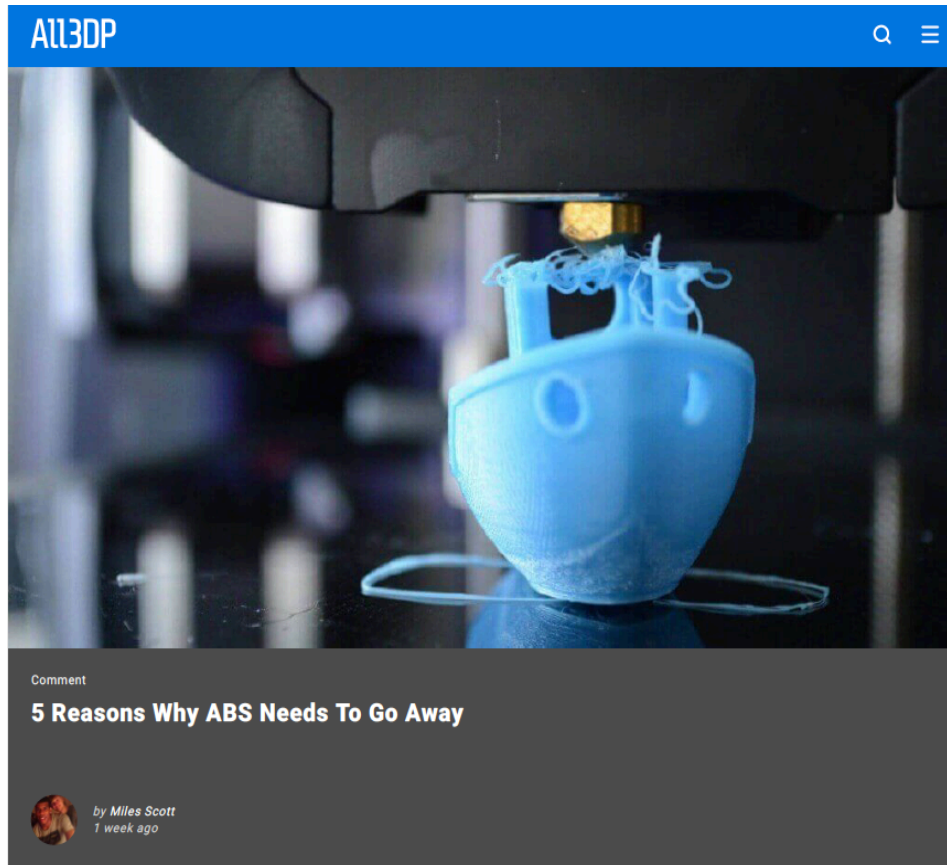 All3DP
Comment
5 Reasons Why ABS Needs To Go Away
by Miles Scott
1 week ago